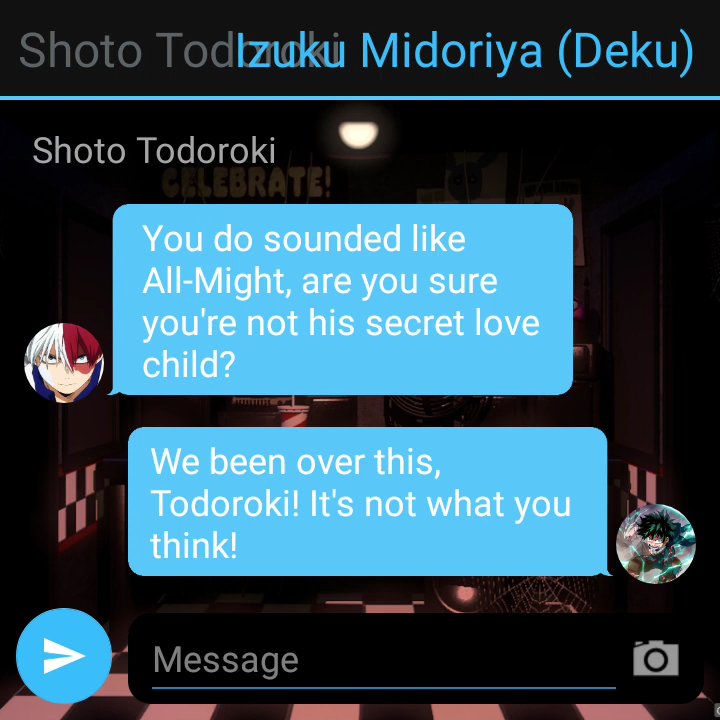 Shoto Todoroki
Izuku Midoriya (Deku)
Shoto Todoroki
CELEBRATE!
You do sounded like
All-Might, are you sure
you're not his secret love
child?
We been over this,
Todoroki! It's not what you
think!
Message